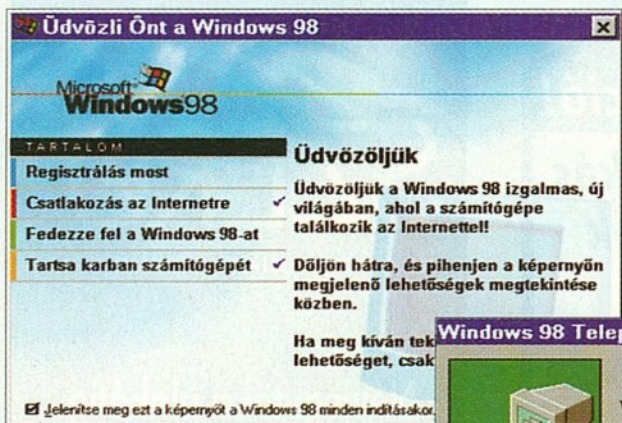 Üdvözli Önt a Windows 98
Microsoft
Windows98
TARTALOM
Regisztrálás most
Csatlakozás az Internetre
Fedezze fel a Windows 98-at
Tartsa karban számítógépét
Üdvözöljük
Üdvözöljük a Windows 98 izgalmas, új
világában, ahol a számítógépe
találkozik az Internettel!
Dőljön hátra, és pihenjen a képernyőn
megjelenő lehetőségek megtekintése
közben.
Ha meg kíván tek
lehetőséget, csak
Jelenítse meg ezt a képernyőt a Windows 98 minden indításakor.
Windows 98 Telep